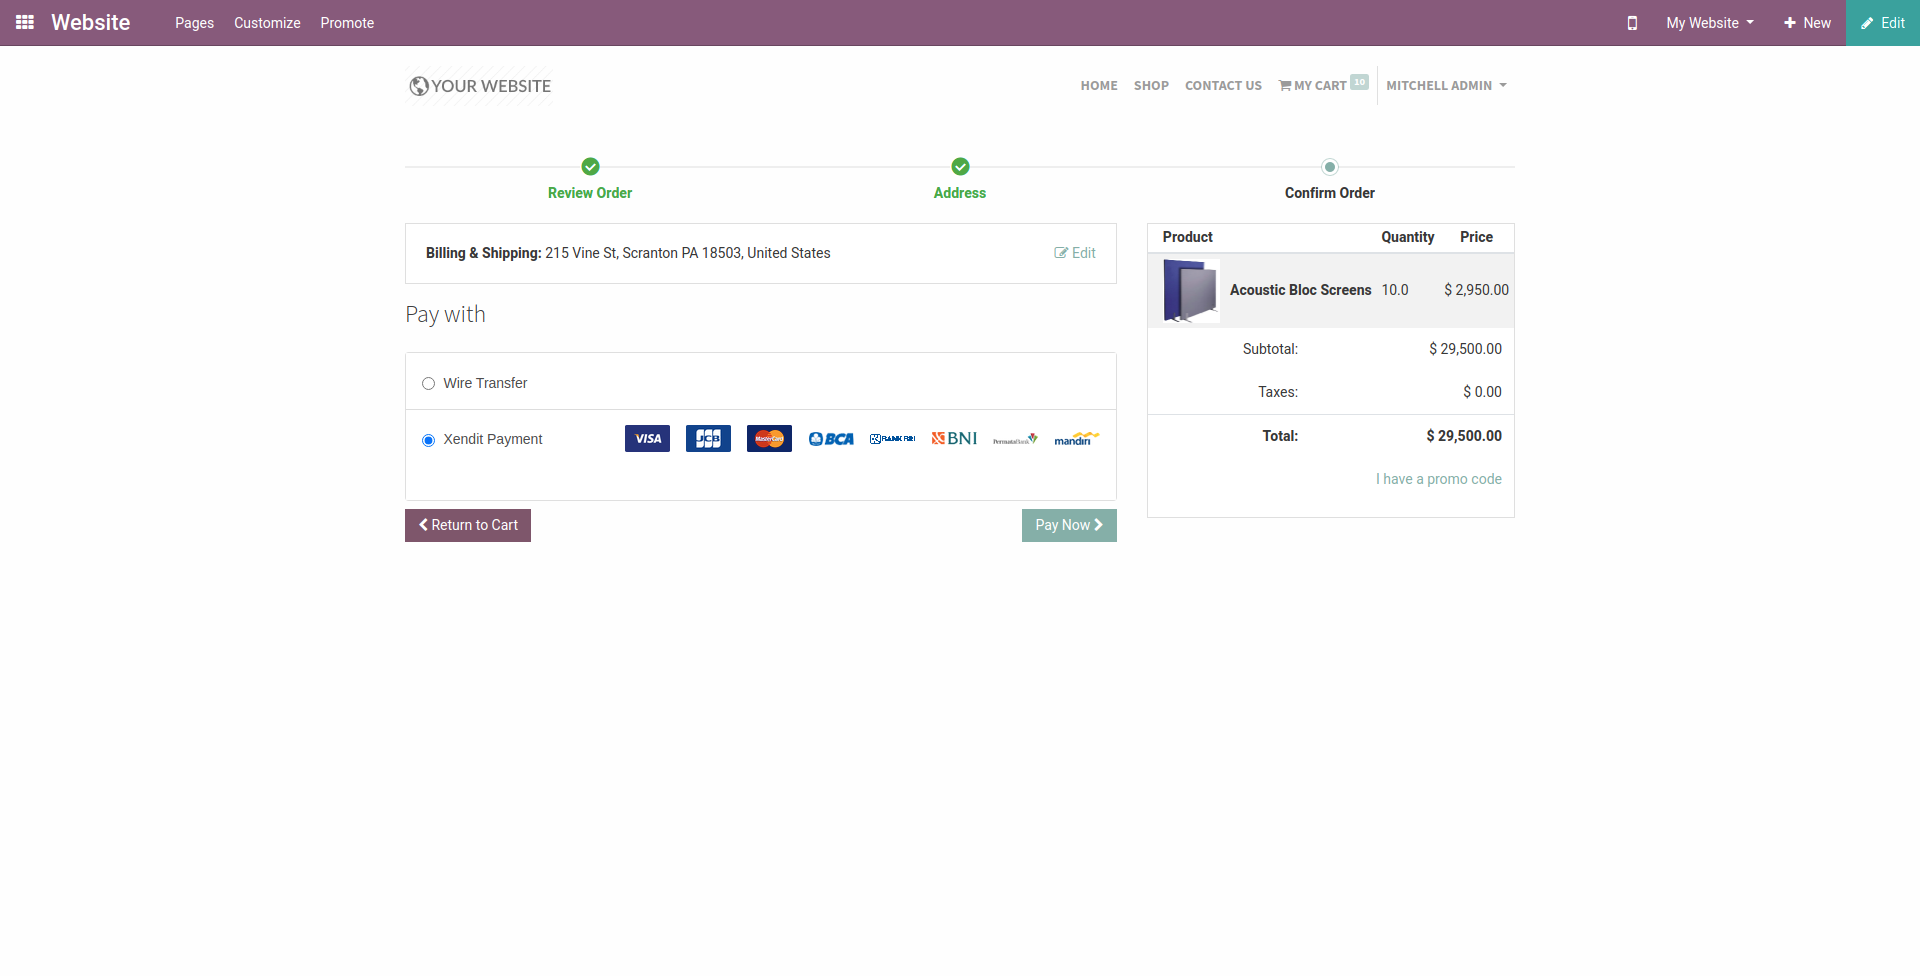 Website Pages Customize Promote My Website New Edit
YOUR WEBSITE HOME SHOP CONTACT US MY CART 10 MITCHELL ADMIN
Review Order Address Confirm Order
Billing & Shipping: 215 Vine St, Scranton PA 18503, United States Edit
Pay with
Wire Transfer
Xendit Payment VISA JCB MasterCard BCA BANK BRI BNI PermataBank mandiri
Return to Cart Pay Now
Product Quantity Price
Acoustic Bloc Screens 10.0 $ 2,950.00
Subtotal: $ 29,500.00
Taxes: $ 0.00
Total: $ 29,500.00
I have a promo code